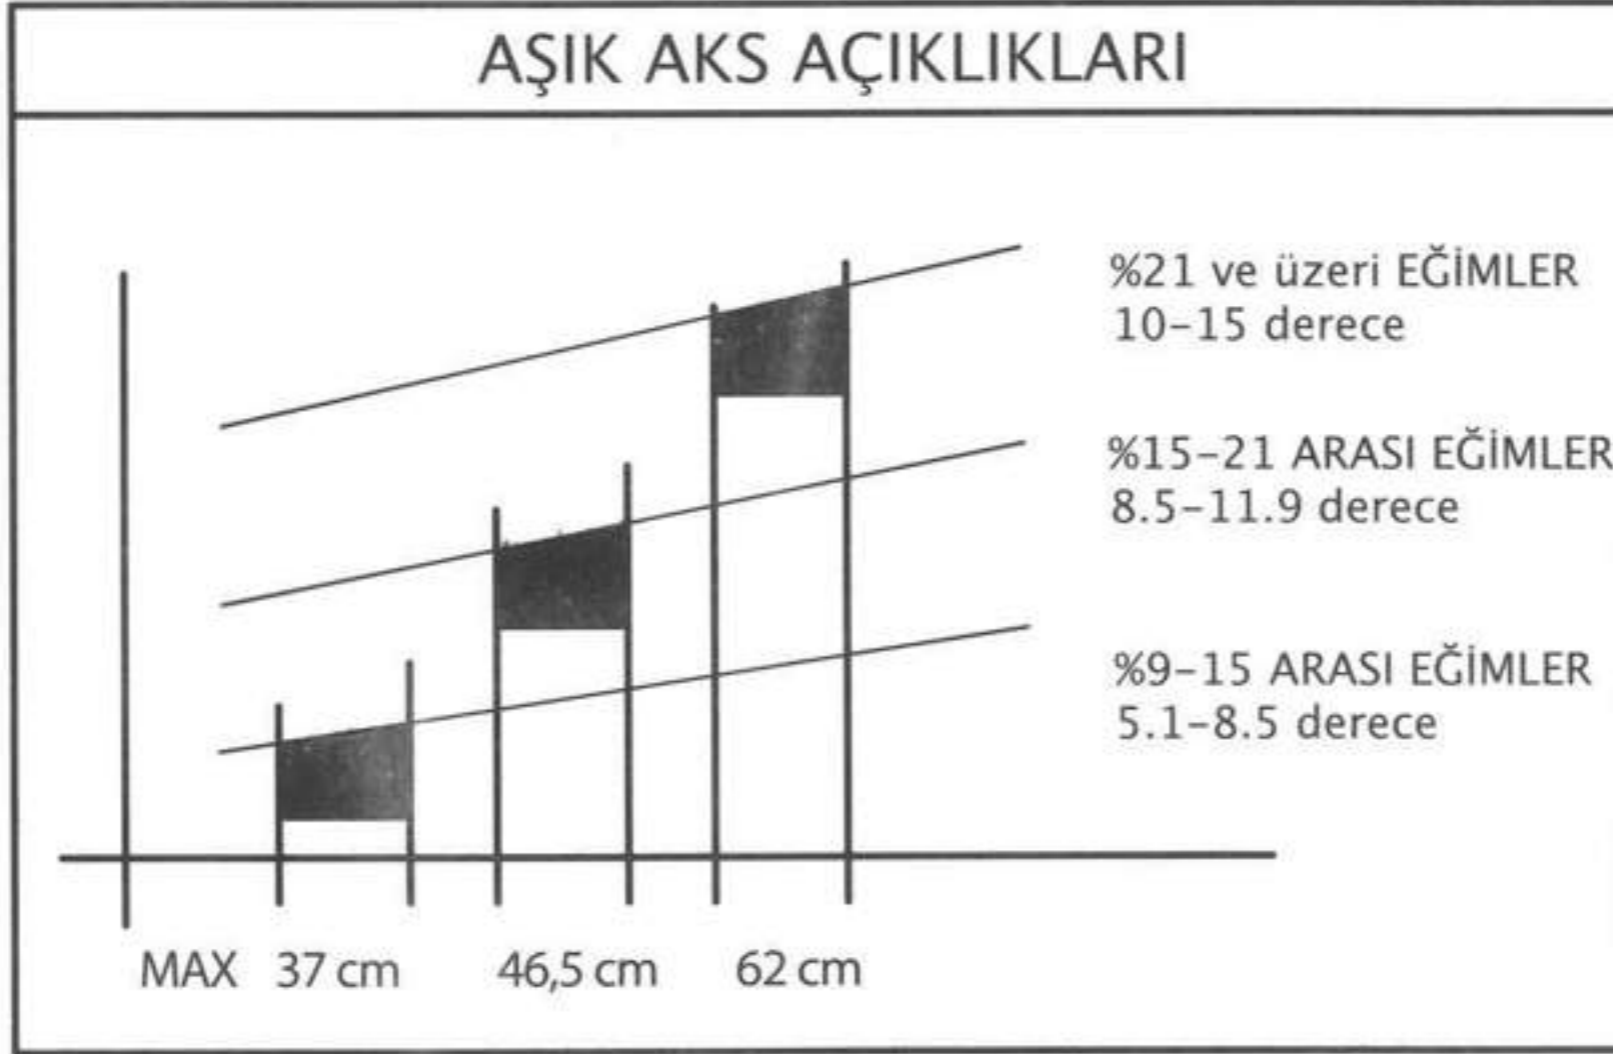 AŞIK AKS AÇIKLIKLARI
%21 ve üzeri EĞİMLER
10-15 derece
%15-21 ARASI EĞİMLER
8.5-11.9 derece
%9-15 ARASI EĞİMLER
5.1-8.5 derece
MAX 37 cm 46,5 cm 62 cm